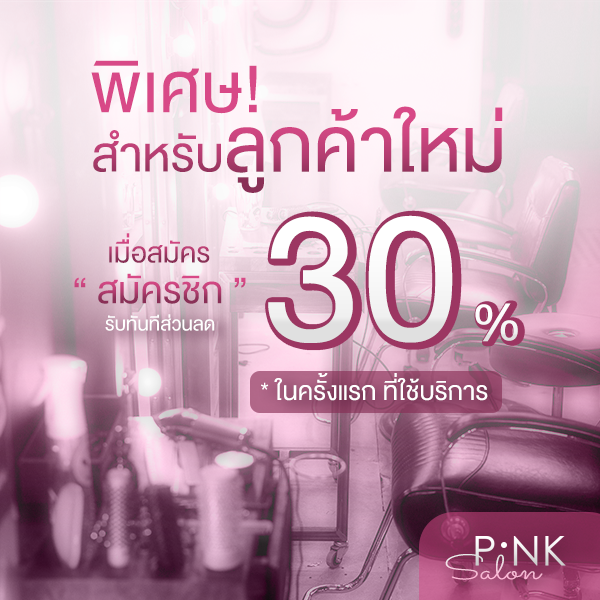 พิเศษ!
สำหรับลูกค้าใหม่
เมื่อสมัคร
“ สมัครชิก ”
รับทันทีส่วนลด
30 %
* ในครั้งแรก ที่ใช้บริการ
PiNK
Salon